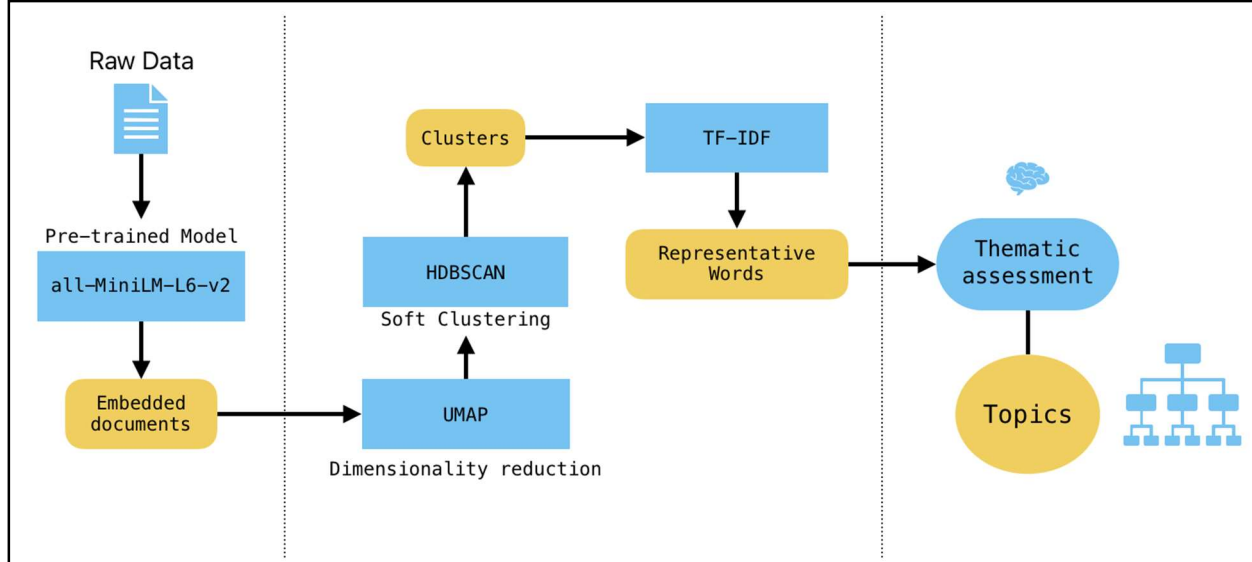 Raw Data
Pre-trained Model
all-MiniLM-L6-v2
Embedded
documents
UMAP
Dimensionality reduction
HDBSCAN
Soft Clustering
Clusters
TF-IDF
Representative
Words
Thematic
assessment
Topics